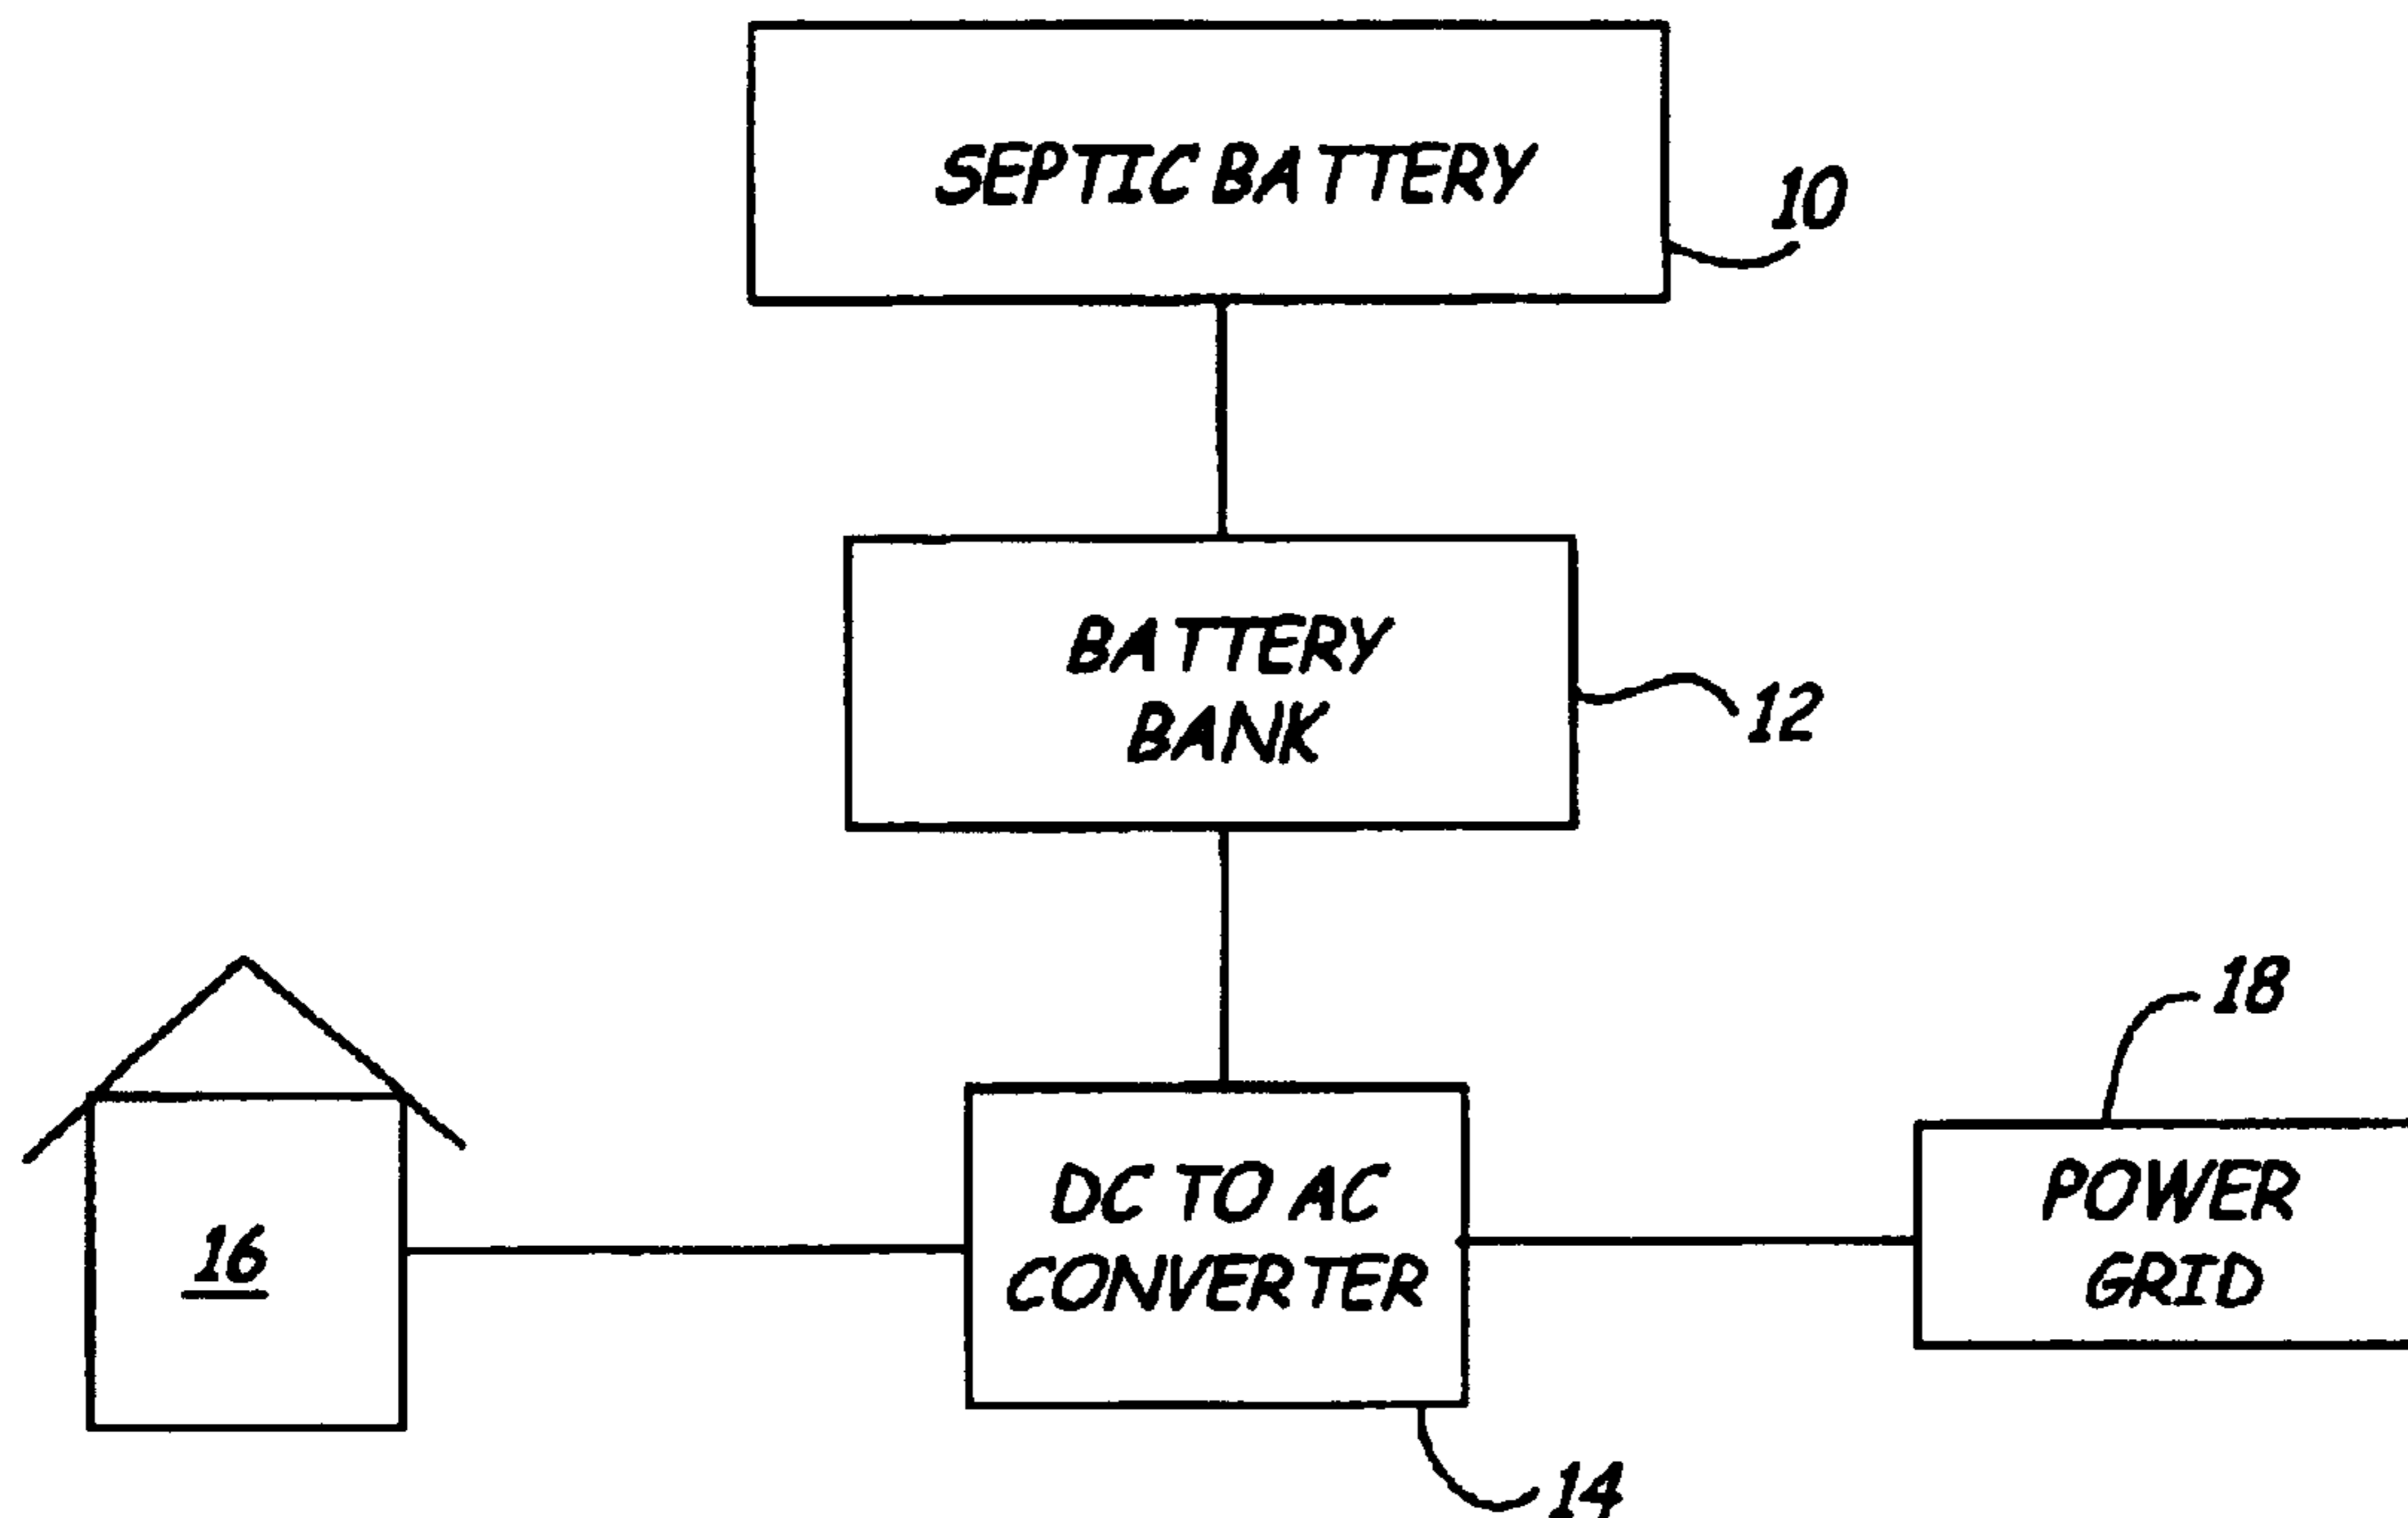 SEPTIC BATTERY
10
BATTERY
BANK
12
18
DC TO AC
CONVERTER
POWER
GRID
16
14